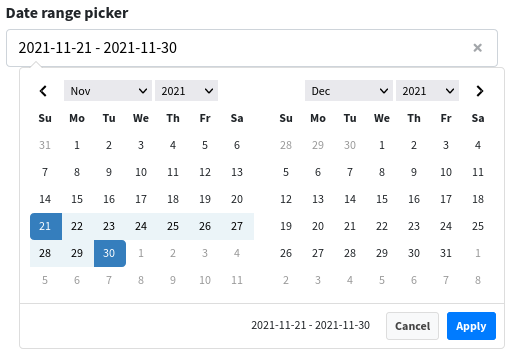 Date range picker
2021-11-21 - 2021-11-30 ×
Nov 2021 Dec 2021
Su Mo Tu We Th Fr Sa Su Mo Tu We Th Fr Sa
31 1 2 3 4 5 6 28 29 30 1 2 3 4
7 8 9 10 11 12 13 5 6 7 8 9 10 11
14 15 16 17 18 19 20 12 13 14 15 16 17 18
21 22 23 24 25 26 27 19 20 21 22 23 24 25
28 29 30 1 2 3 4 26 27 28 29 30 31 1
5 6 7 8 9 10 11 2 3 4 5 6 7 8
2021-11-21 - 2021-11-30 Cancel Apply